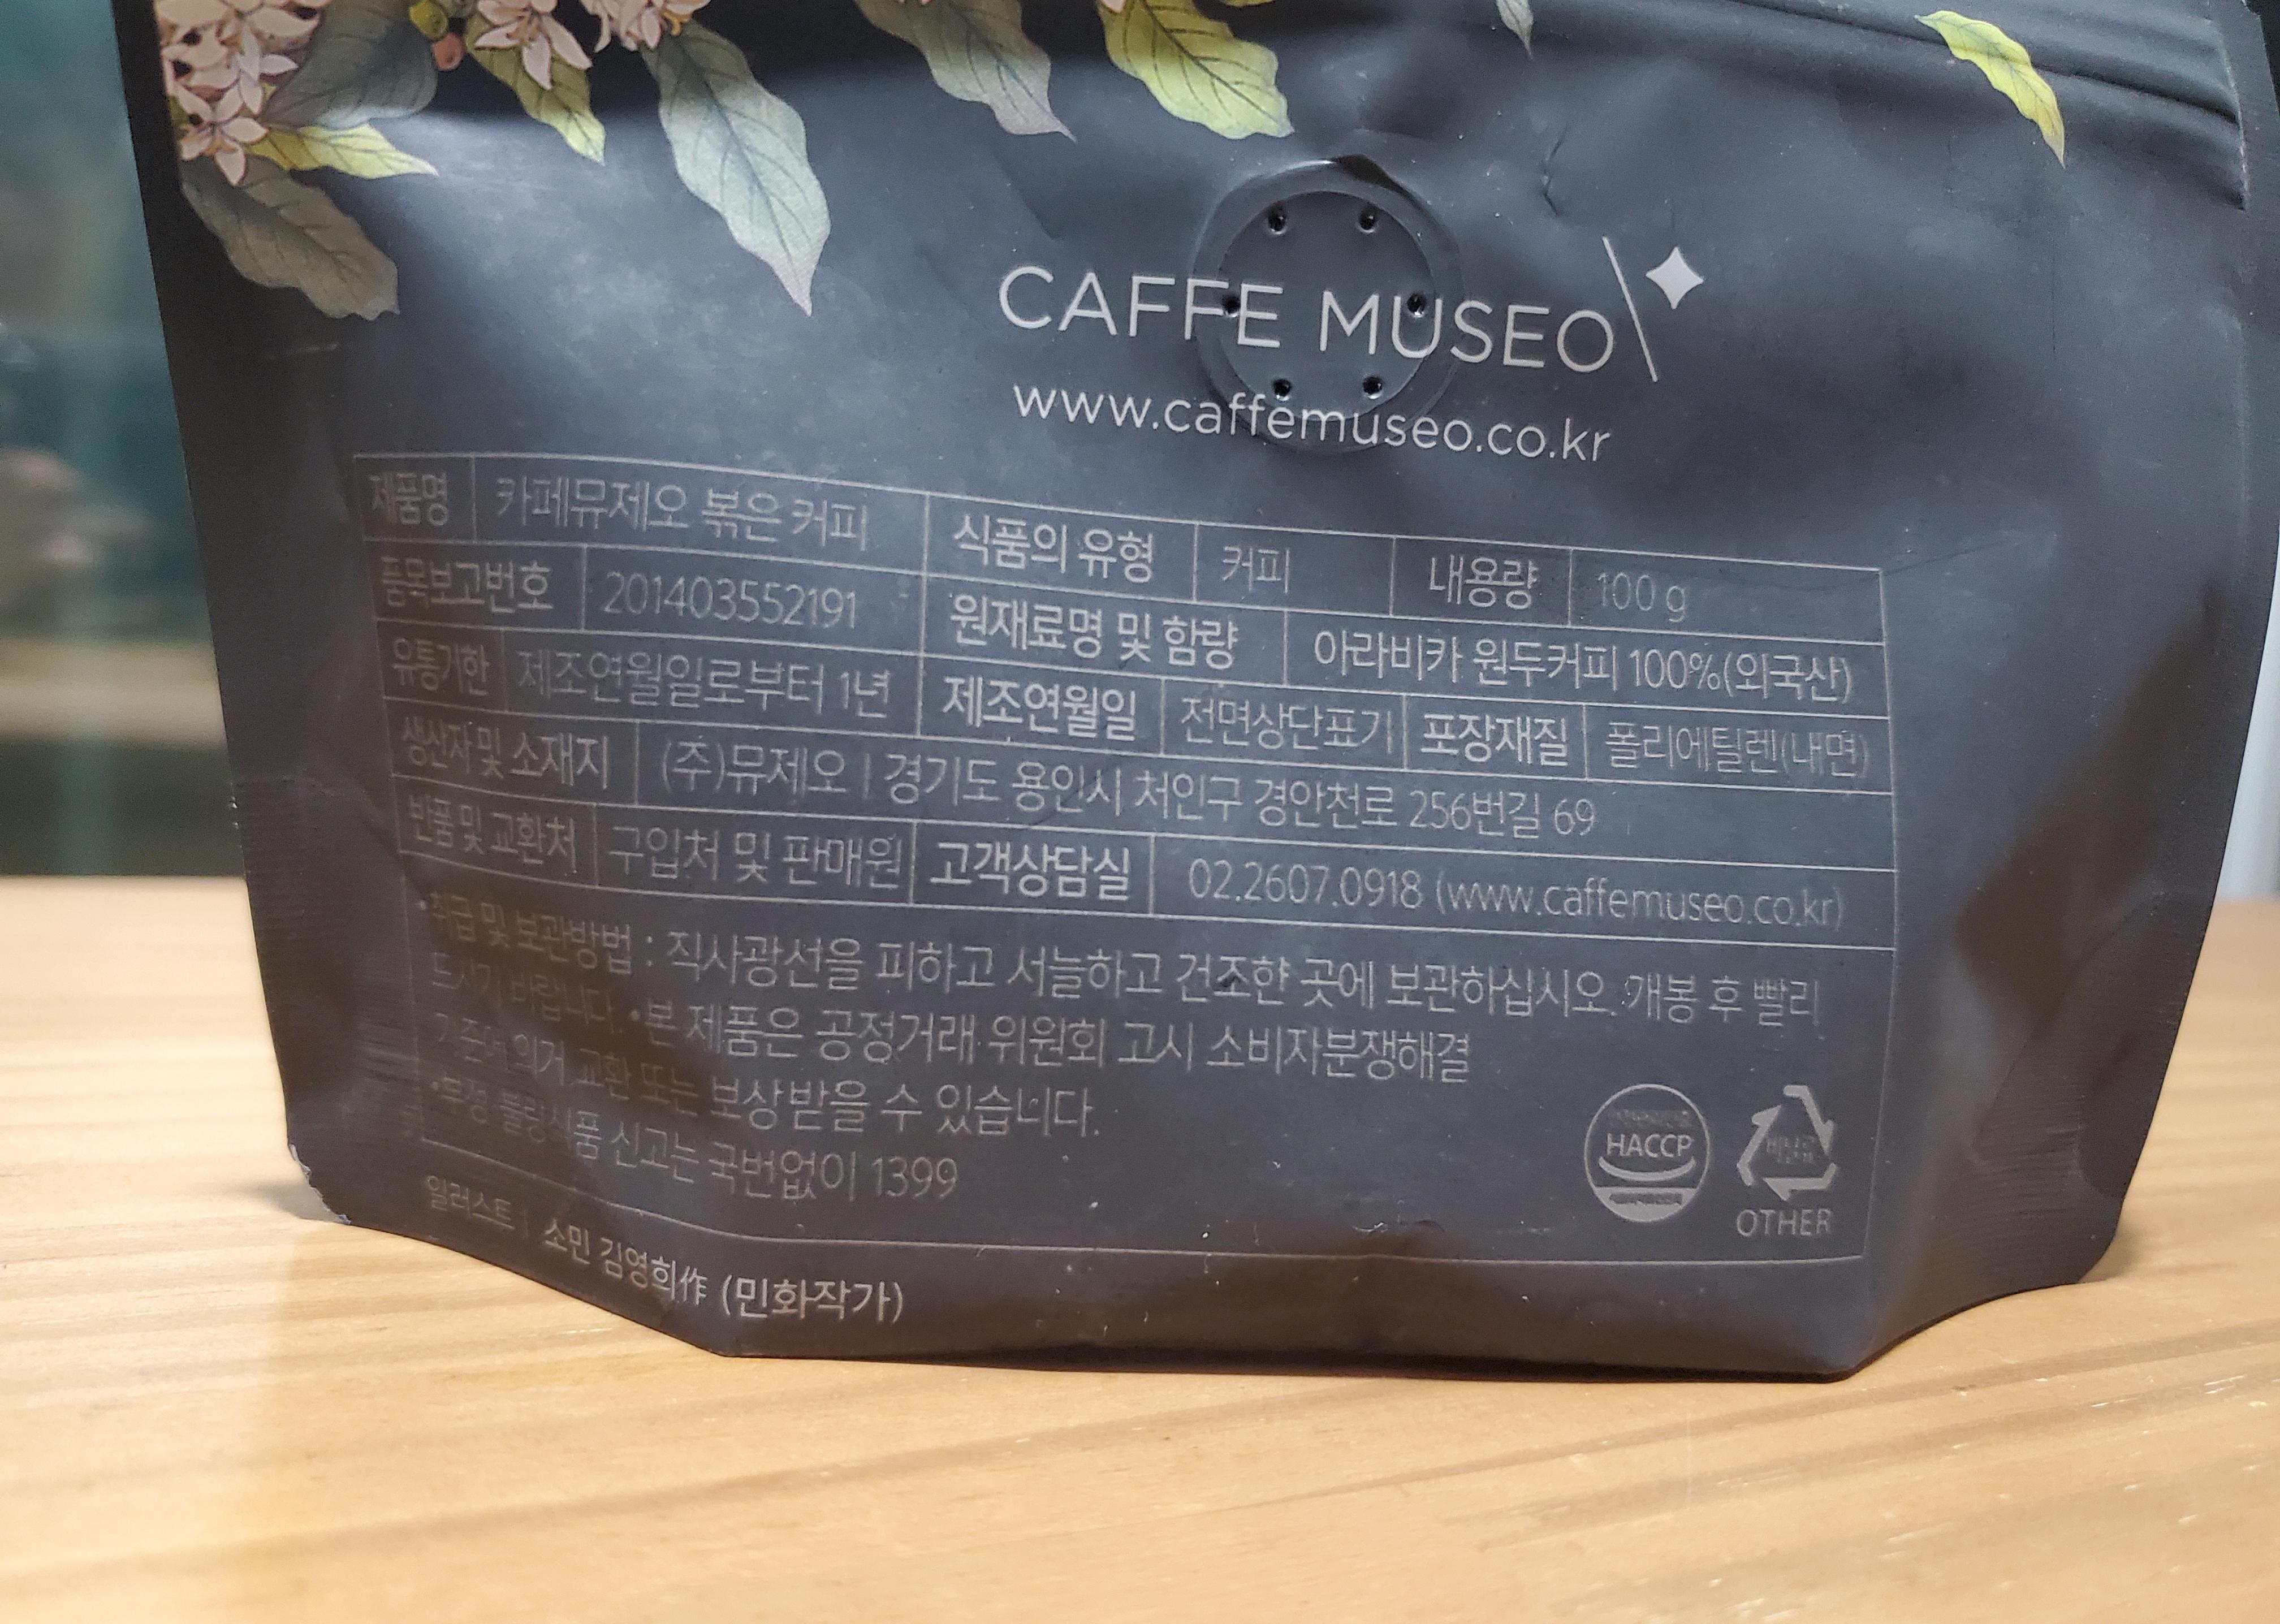 CAFFE MUSEO
www.caffemuseo.co.kr
제품명 카페뮤제오 볶은 커피 식품의 유형 커피 내용량 100 g
품목보고번호 201403552191 원재료명 및 함량 아라비카 원두커피 100%(외국산)
유통기한 제조연월일로부터 1년 제조연월일 전면상단표기 포장재질 폴리에틸렌(내면)
생산자 및 소재지 (주)뮤제오 | 경기도 용인시 처인구 경안천로 256번길 69
반품 및 교환처 구입처 및 판매원 고객상담실 02.2607.0918 (www.caffemuseo.co.kr)
•취급 및 보관방법 : 직사광선을 피하고 서늘하고 건조한 곳에 보관하십시오. 개봉 후 빨리
드시기 바랍니다. •본 제품은 공정거래 위원회 고시 소비자분쟁해결
기준에 의거 교환 또는 보상받을 수 있습니다.
•부정·불량식품 신고는 국번없이 1399
HACCP
비닐류
OTHER
일러스트 | 소민 김영희作 (민화작가)